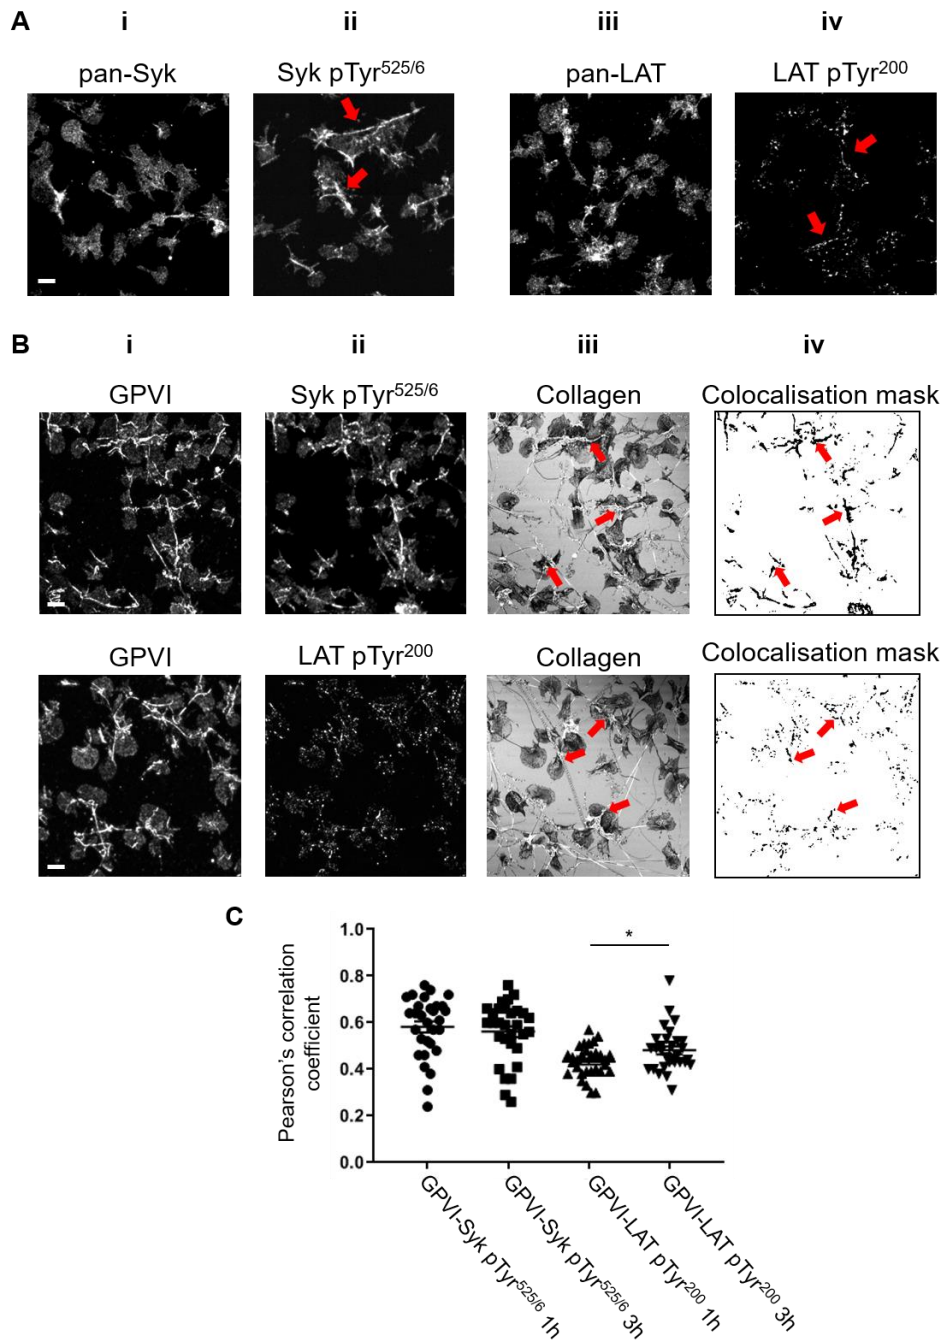 A i ii iii iv
pan-Syk Syk pTyr525/6 pan-LAT LAT pTyr200
B i ii iii iv
GPVI Syk pTyr525/6 Collagen Colocalisation mask
GPVI LAT pTyr200 Collagen Colocalisation mask
C
*
Pearson's correlation
coefficient
1.0
0.8
0.6
0.4
0.2
0.0
GPVI-Syk pTyr525/6 1h
GPVI-Syk pTyr525/6 3h
GPVI-LAT pTyr200 1h
GPVI-LAT pTyr200 3h